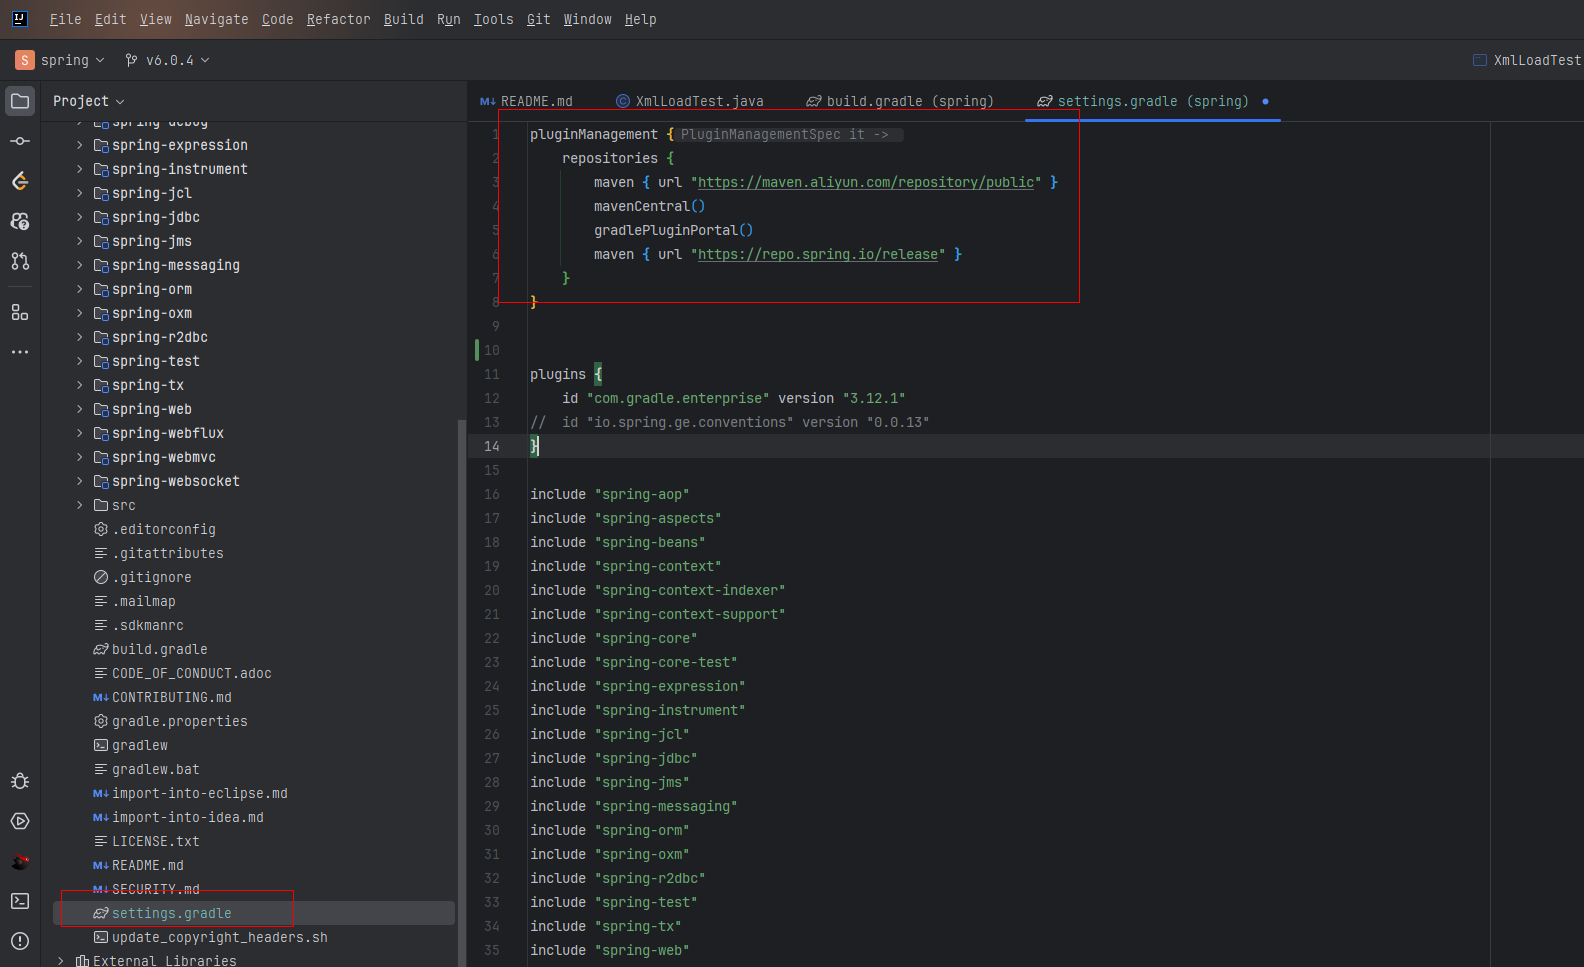 File Edit View Navigate Code Refactor Build Run Tools Git Window Help
S spring v6.0.4 XmlLoadTest
Project
spring-debug
spring-expression
spring-instrument
spring-jcl
spring-jdbc
spring-jms
spring-messaging
spring-orm
spring-oxm
spring-r2dbc
spring-test
spring-tx
spring-web
spring-webflux
spring-webmvc
spring-websocket
src
.editorconfig
.gitattributes
.gitignore
.mailmap
.sdkmanrc
build.gradle
CODE_OF_CONDUCT.adoc
M↓ CONTRIBUTING.md
gradle.properties
gradlew
gradlew.bat
M↓ import-into-eclipse.md
M↓ import-into-idea.md
LICENSE.txt
M↓ README.md
M↓ SECURITY.md
settings.gradle
update_copyright_headers.sh
External Libraries
M↓ README.md C XmlLoadTest.java build.gradle (spring) settings.gradle (spring)
1 pluginManagement { PluginManagementSpec it ->
2 repositories {
3 maven { url "https://maven.aliyun.com/repository/public" }
4 mavenCentral()
5 gradlePluginPortal()
6 maven { url "https://repo.spring.io/release" }
7 }
8 }
9
10
11 plugins {
12 id "com.gradle.enterprise" version "3.12.1"
13 // id "io.spring.ge.conventions" version "0.0.13"
14 }
15
16 include "spring-aop"
17 include "spring-aspects"
18 include "spring-beans"
19 include "spring-context"
20 include "spring-context-indexer"
21 include "spring-context-support"
22 include "spring-core"
23 include "spring-core-test"
24 include "spring-expression"
25 include "spring-instrument"
26 include "spring-jcl"
27 include "spring-jdbc"
28 include "spring-jms"
29 include "spring-messaging"
30 include "spring-orm"
31 include "spring-oxm"
32 include "spring-r2dbc"
33 include "spring-test"
34 include "spring-tx"
35 include "spring-web"